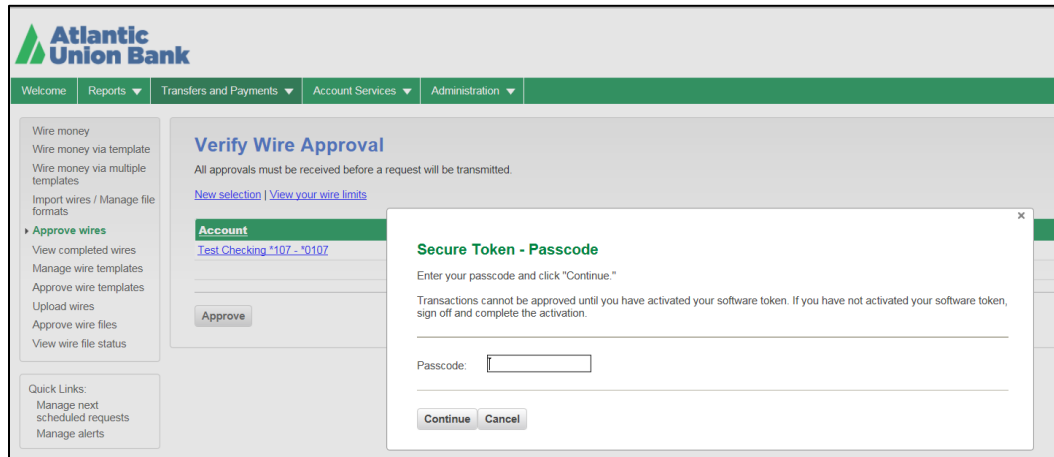 Atlantic
Union Bank
Welcome Reports Transfers and Payments Account Services Administration
Wire money
Wire money via template
Wire money via multiple
templates
Import wires / Manage file
formats
Approve wires
View completed wires
Manage wire templates
Approve wire templates
Upload wires
Approve wire files
View wire file status
Quick Links:
Manage next
scheduled requests
Manage alerts
Verify Wire Approval
All approvals must be received before a request will be transmitted.
New selection | View your wire limits
Account
Test Checking *107 - *0107
Approve
x
Secure Token - Passcode
Enter your passcode and click "Continue."
Transactions cannot be approved until you have activated your software token. If you have not activated your software token,
sign off and complete the activation.
Passcode:
Continue Cancel